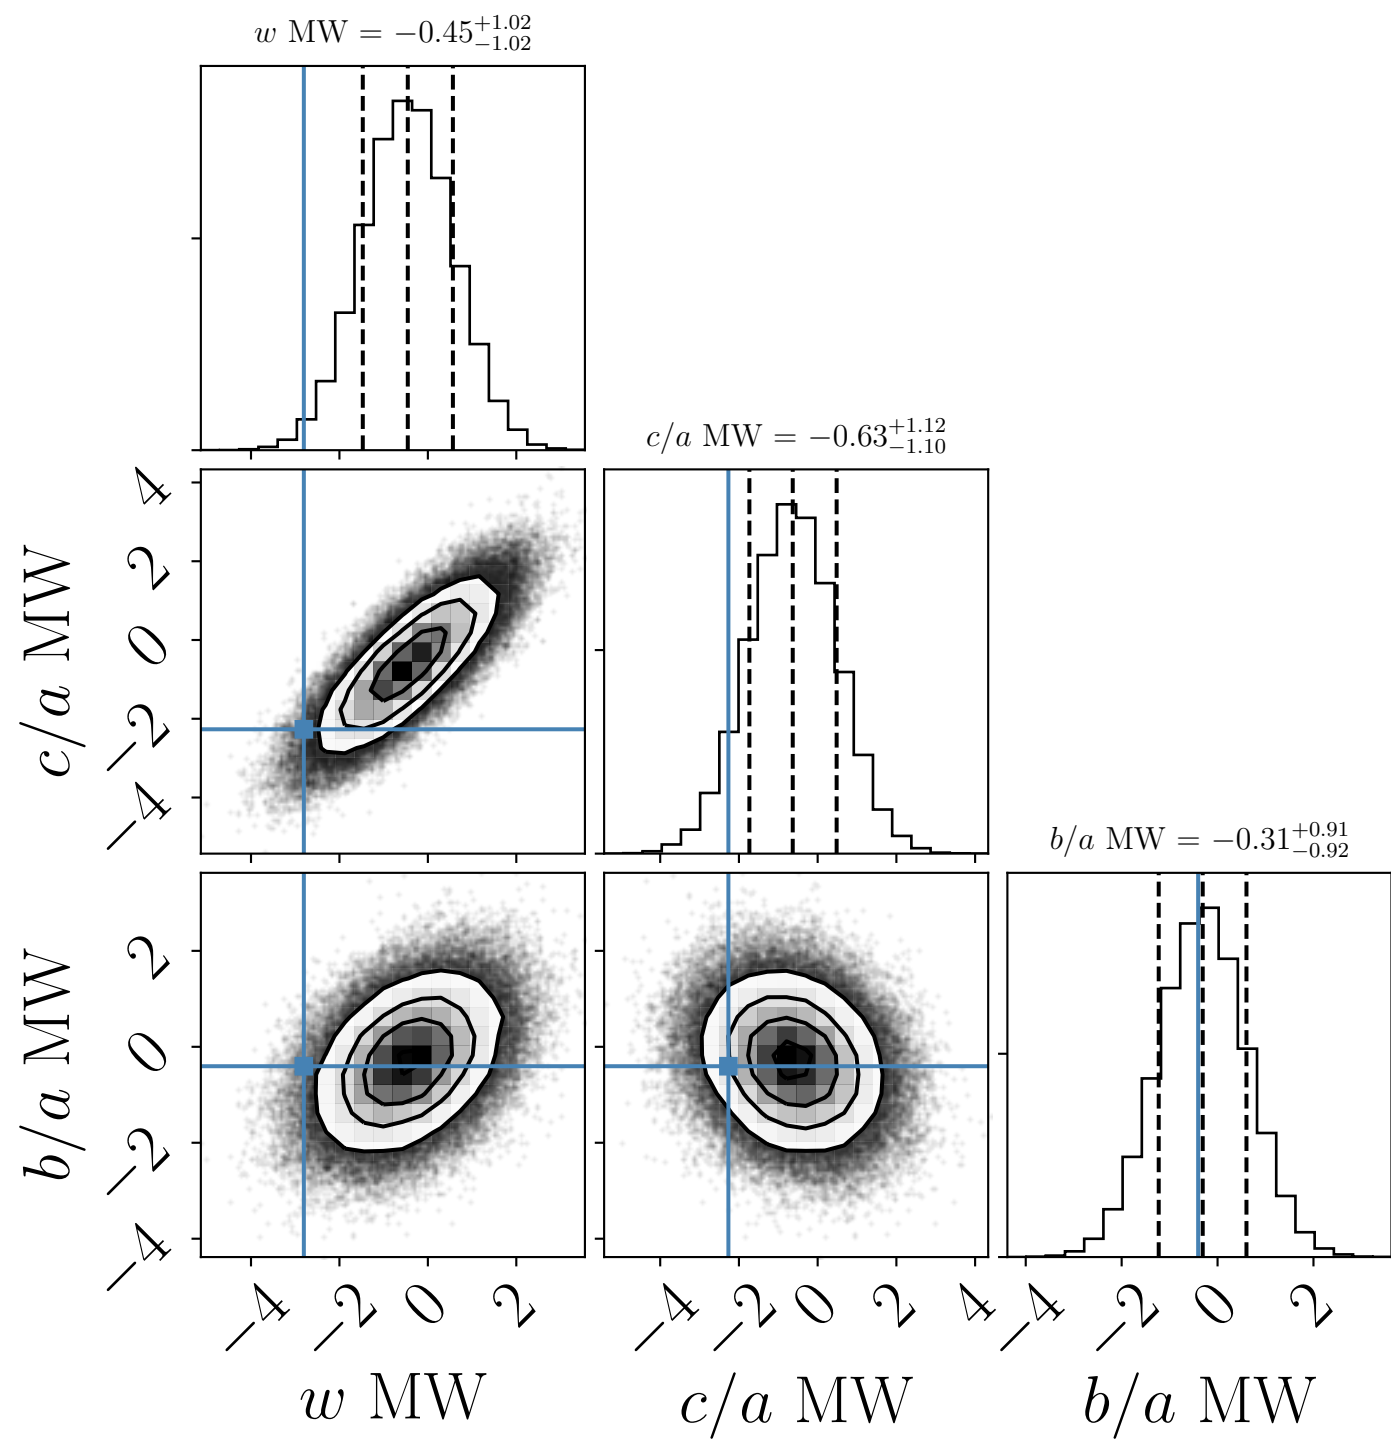 w MW = −0.45+1.02−1.02
c/a MW = −0.63+1.12−1.10
4
2
0
−2
−4
c/a MW
b/a MW = −0.31+0.91−0.92
2
0
−2
−4
b/a MW
−4 −2 0 2
−4 −2 0 2 4
−4 −2 0 2
w MW
c/a MW
b/a MW